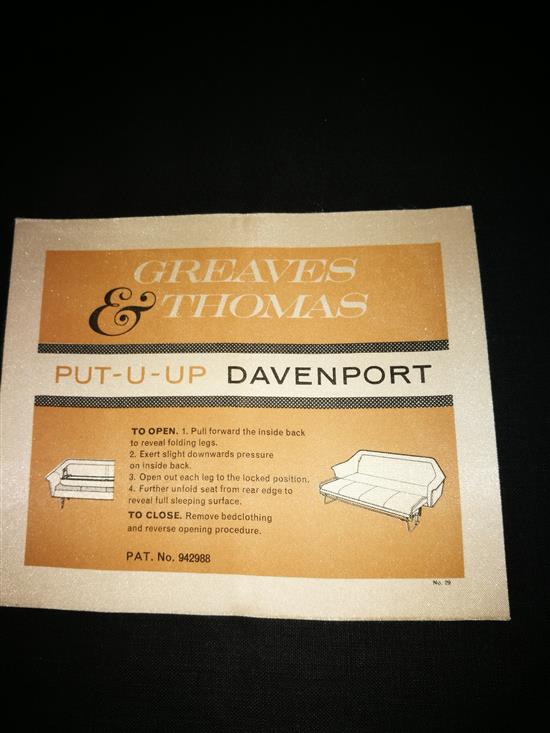 GREAVES
& THOMAS
PUT-U-UP DAVENPORT
TO OPEN. 1. Pull forward the inside back
to reveal folding legs.
2. Exert slight downwards pressure
on inside back.
3. Open out each leg to the locked position.
4. Further unfold seat from rear edge to
reveal full sleeping surface.
TO CLOSE. Remove bedclothing
and reverse opening procedure.
PAT. No. 942988
No. 29